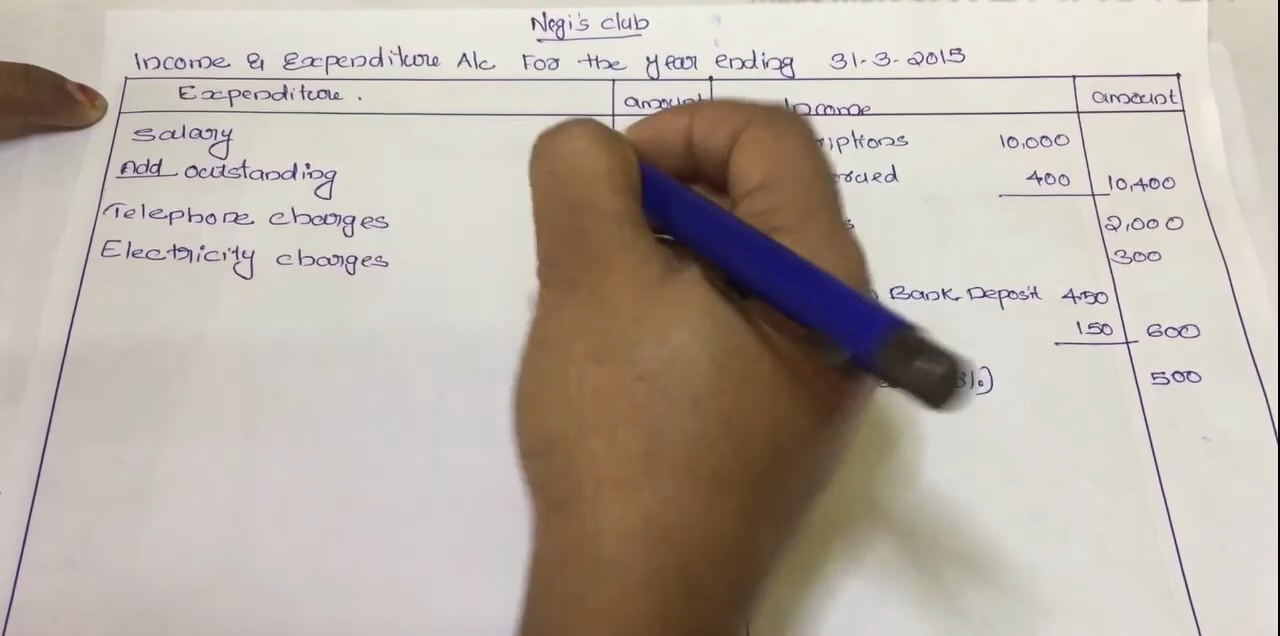 Negi's club
Income & Expenditure A/c For the year ending 31-3-2015
Expenditure. amount Income amount
Salary 10,000
Add outstanding 400 10,400
Telephone charges 2,000
Electricity charges 300
Bank Deposit 450
150 600
500